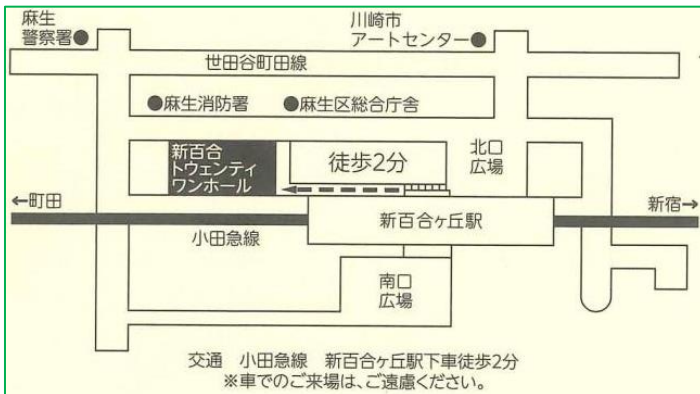 麻生
警察署●
川崎市
アートセンター●
世田谷町田線
●麻生消防署
●麻生区総合庁舎
新百合
トウェンティ
ワンホール
徒歩2分
北口
広場
←町田
新宿→
新百合ヶ丘駅
小田急線
南口
広場
交通 小田急線 新百合ヶ丘駅下車徒歩2分
※車でのご来場は、ご遠慮ください。